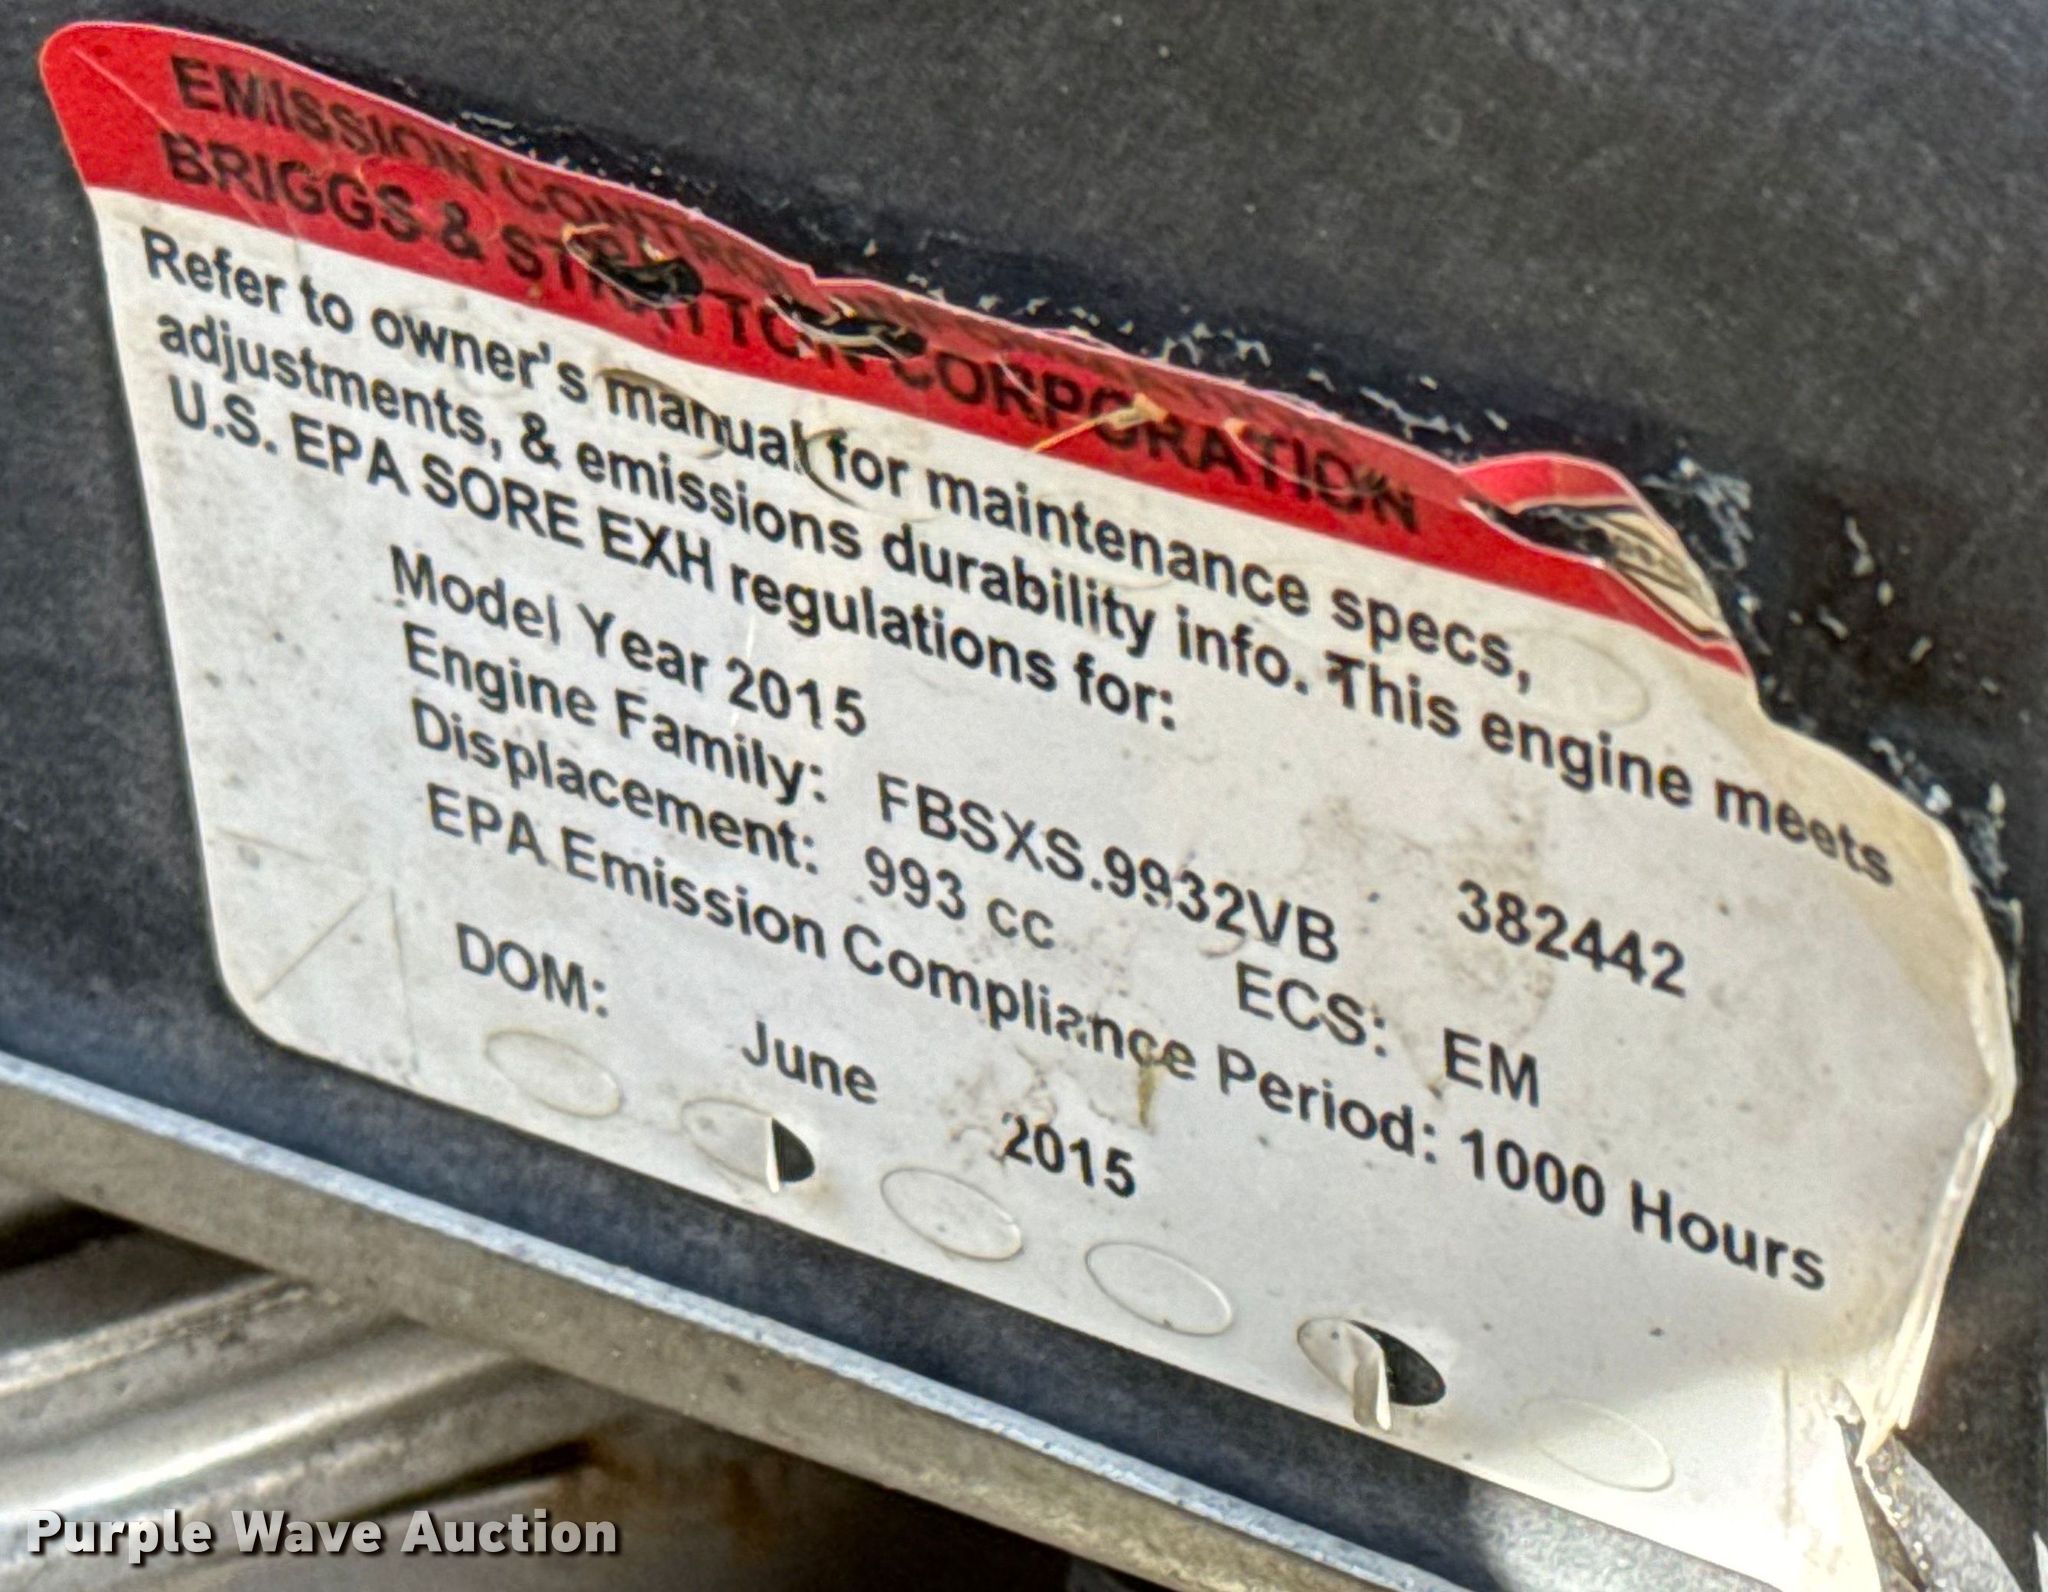 EMISSION CONTROL
BRIGGS & STRATTON CORPORATION
Refer to owner's manual for maintenance specs,
adjustments, & emissions durability info. This engine meets
U.S. EPA SORE EXH regulations for:
Model Year 2015
Engine Family: FBSXS.9932VB 382442
Displacement: 993 cc ECS: EM
EPA Emission Compliance Period: 1000 Hours
DOM: June 2015
Purple Wave Auction